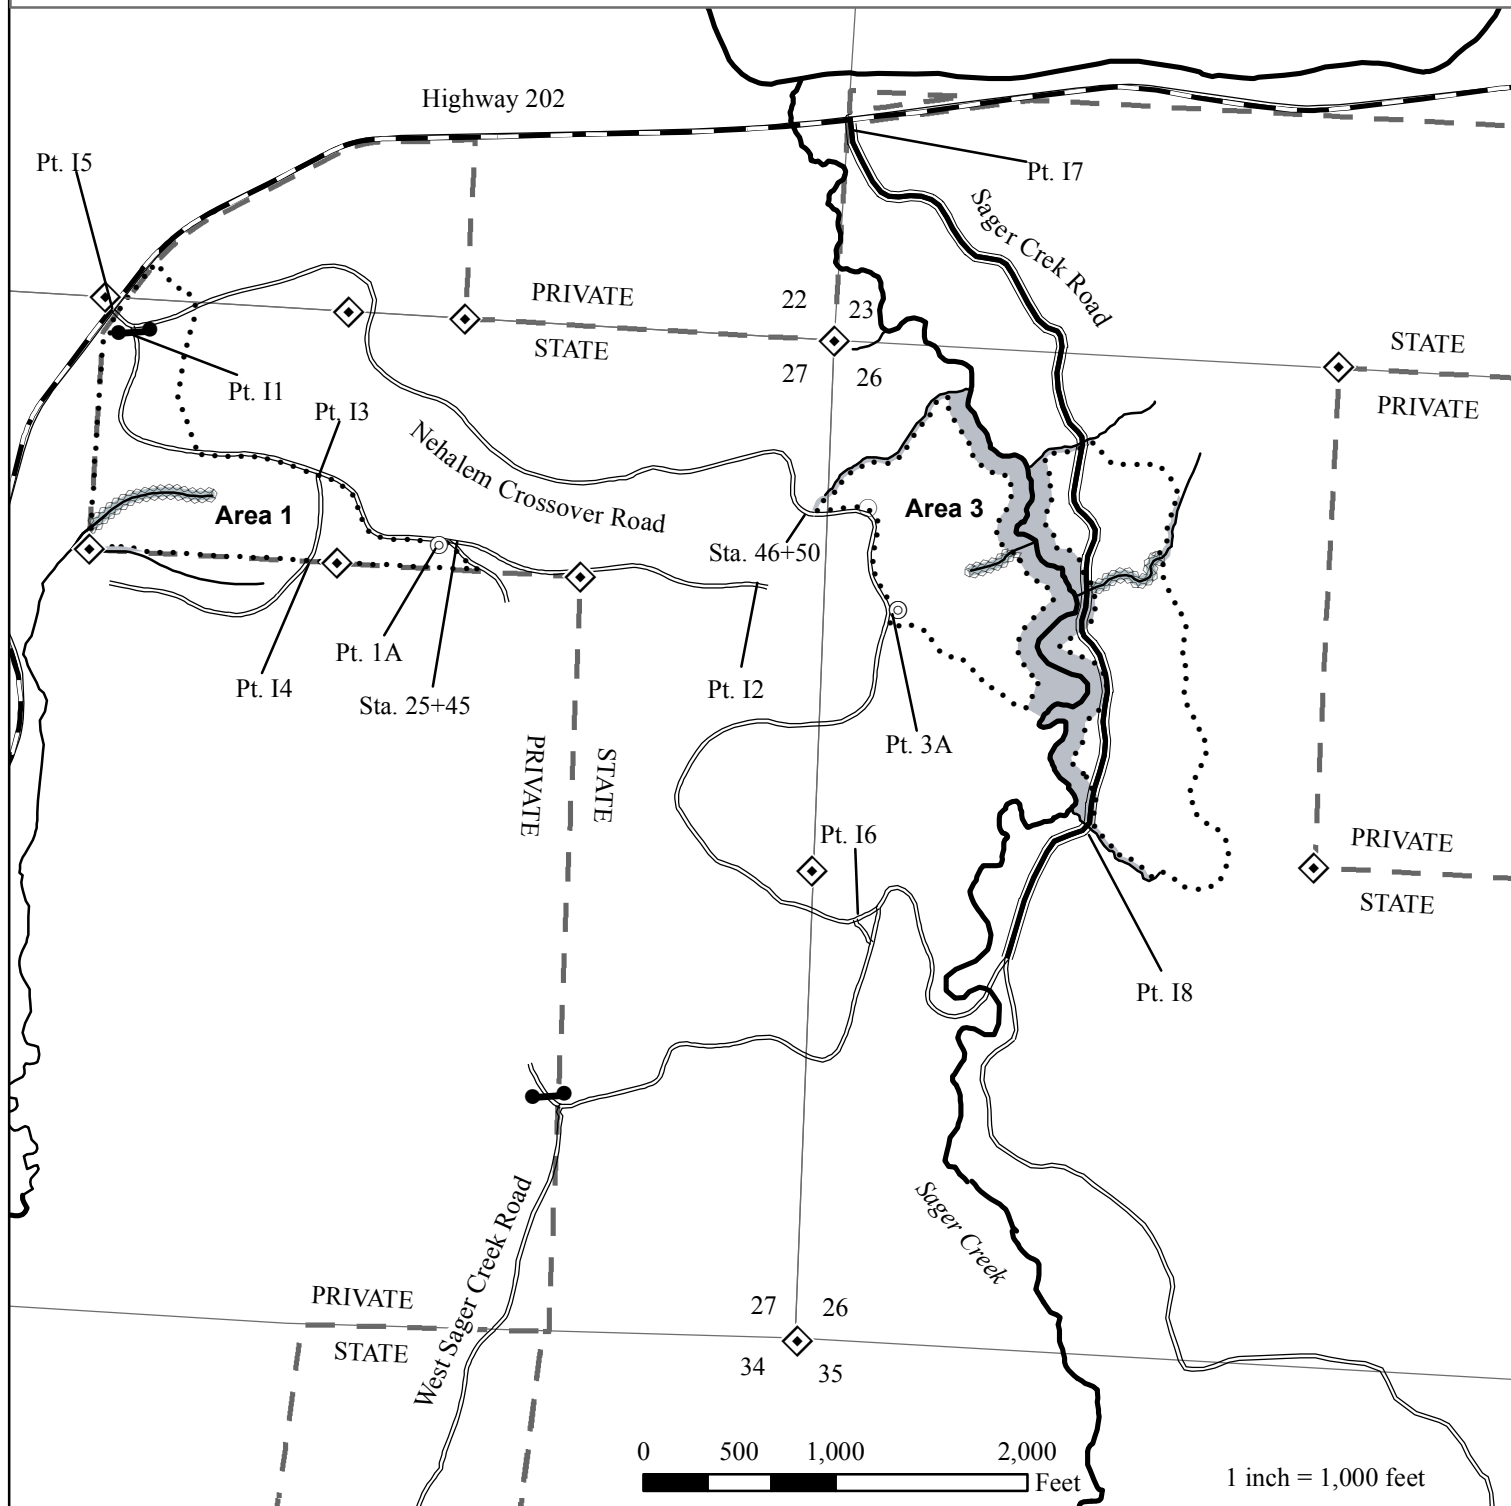 Highway 202
Pt. I5
Pt. I7
Sager Crek Road
PRIVATE
22
23
STATE
STATE
27
26
Pt. I1
PRIVATE
Pt. I3
Nehalem Crossover Road
Area 1
Area 3
Sta. 46+50
Pt. 1A
Pt. I4
Pt. I2
Sta. 25+45
Pt. 3A
PRIVATE
STATE
Pt. I6
PRIVATE
STATE
Pt. I8
West Sager Creek Road
Sager Creek
PRIVATE
27
26
STATE
34
35
0 500 1,000 2,000
Feet
1 inch = 1,000 feet